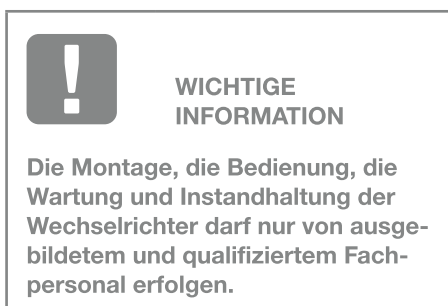 WICHTIGE
INFORMATION
Die Montage, die Bedienung, die
Wartung und Instandhaltung der
Wechselrichter darf nur von ausge-
bildetem und qualifiziertem Fach-
personal erfolgen.